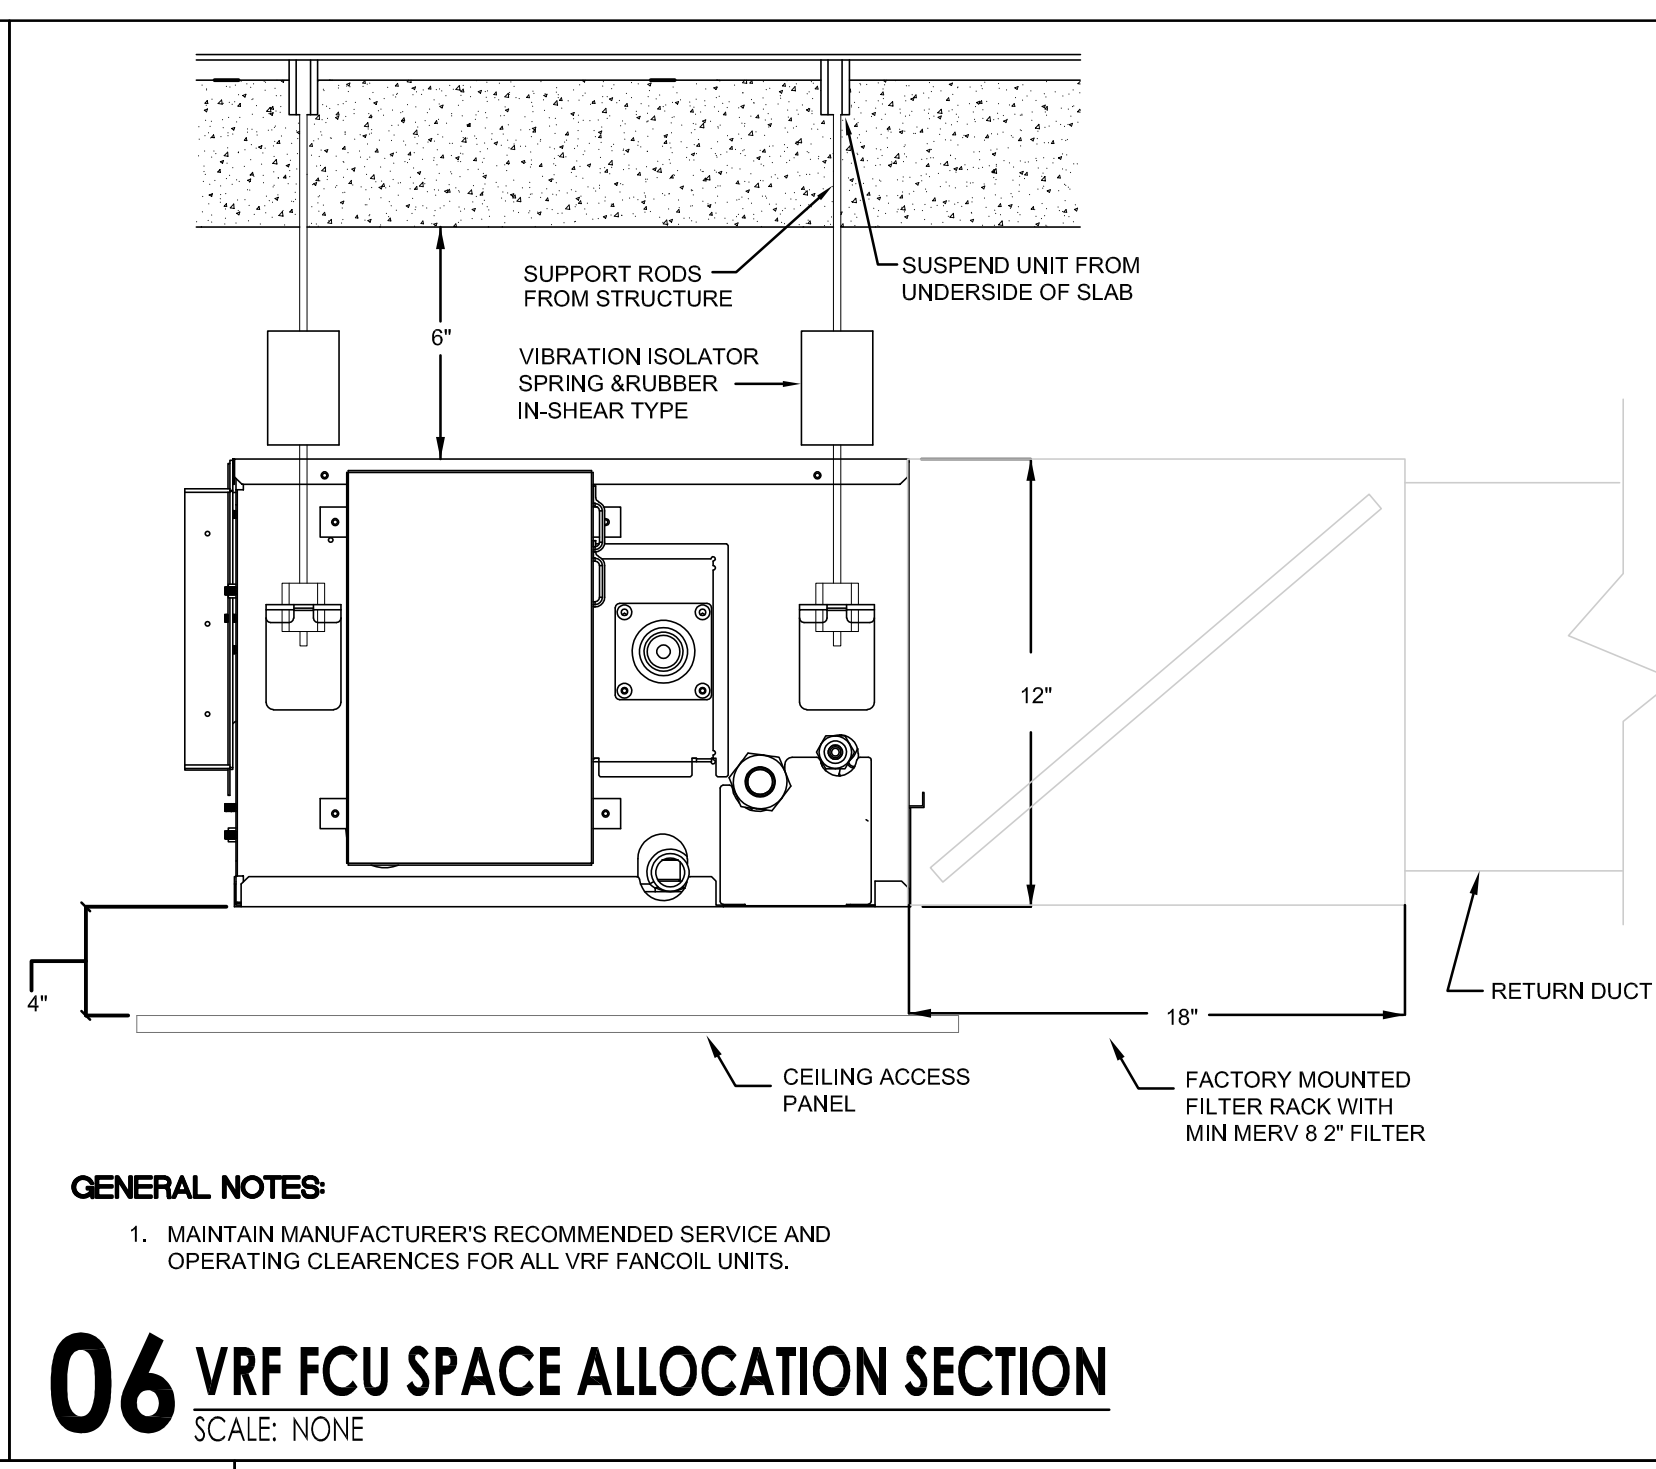 SUPPORT RODS
FROM STRUCTURE
SUSPEND UNIT FROM
UNDERSIDE OF SLAB
6"
VIBRATION ISOLATOR
SPRING &RUBBER
IN-SHEAR TYPE
12"
4"
RETURN DUCT
18"
CEILING ACCESS
PANEL
FACTORY MOUNTED
FILTER RACK WITH
MIN MERV 8 2" FILTER
GENERAL NOTES:
1. MAINTAIN MANUFACTURER'S RECOMMENDED SERVICE AND
OPERATING CLEARENCES FOR ALL VRF FANCOIL UNITS.
06 VRF FCU SPACE ALLOCATION SECTION
SCALE: NONE